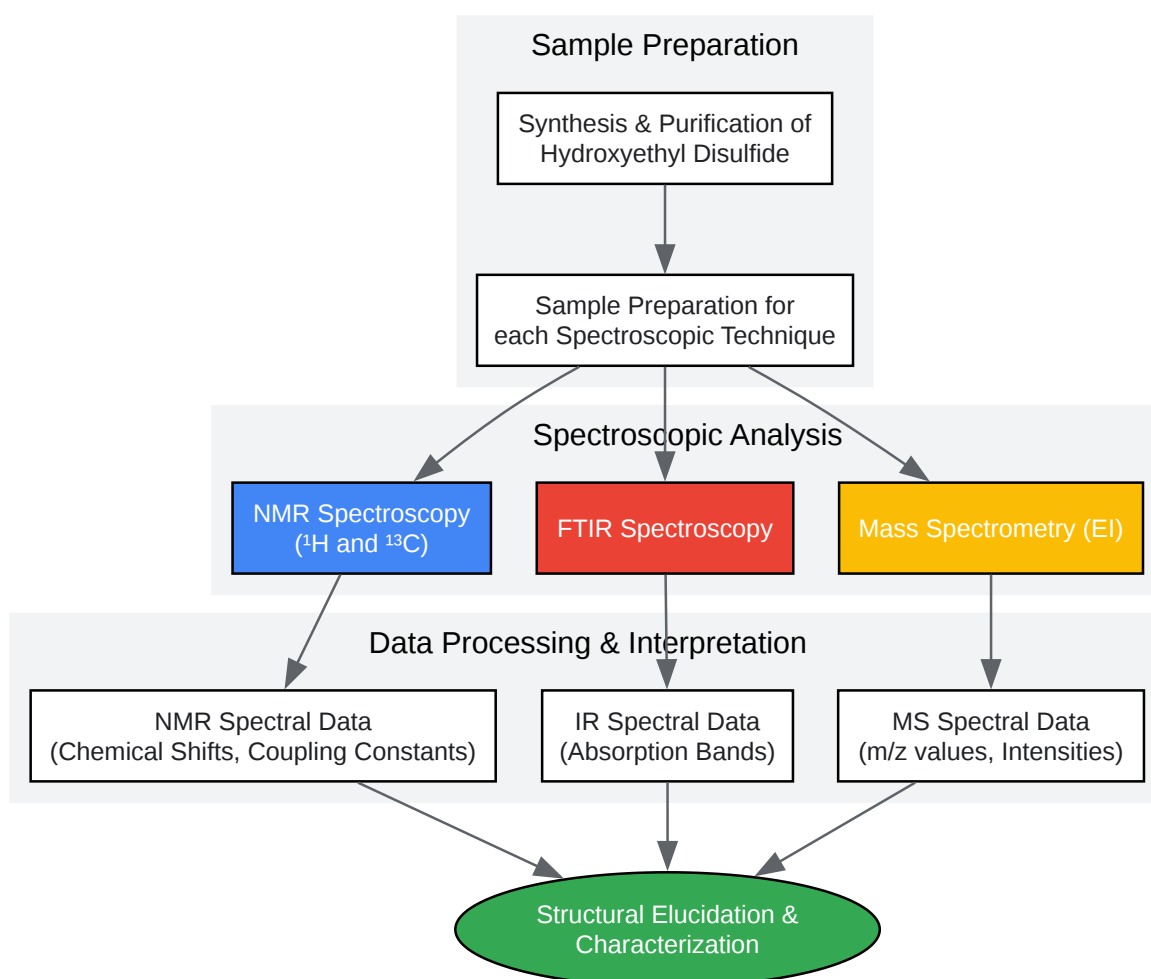 Sample Preparation
Synthesis & Purification of
Hydroxyethyl Disulfide
Sample Preparation for
each Spectroscopic Technique
Spectroscopic Analysis
NMR Spectroscopy
(¹H and ¹³C)
FTIR Spectroscopy
Mass Spectrometry (EI)
Data Processing & Interpretation
NMR Spectral Data
(Chemical Shifts, Coupling Constants)
IR Spectral Data
(Absorption Bands)
MS Spectral Data
(m/z values, Intensities)
Structural Elucidation &
Characterization